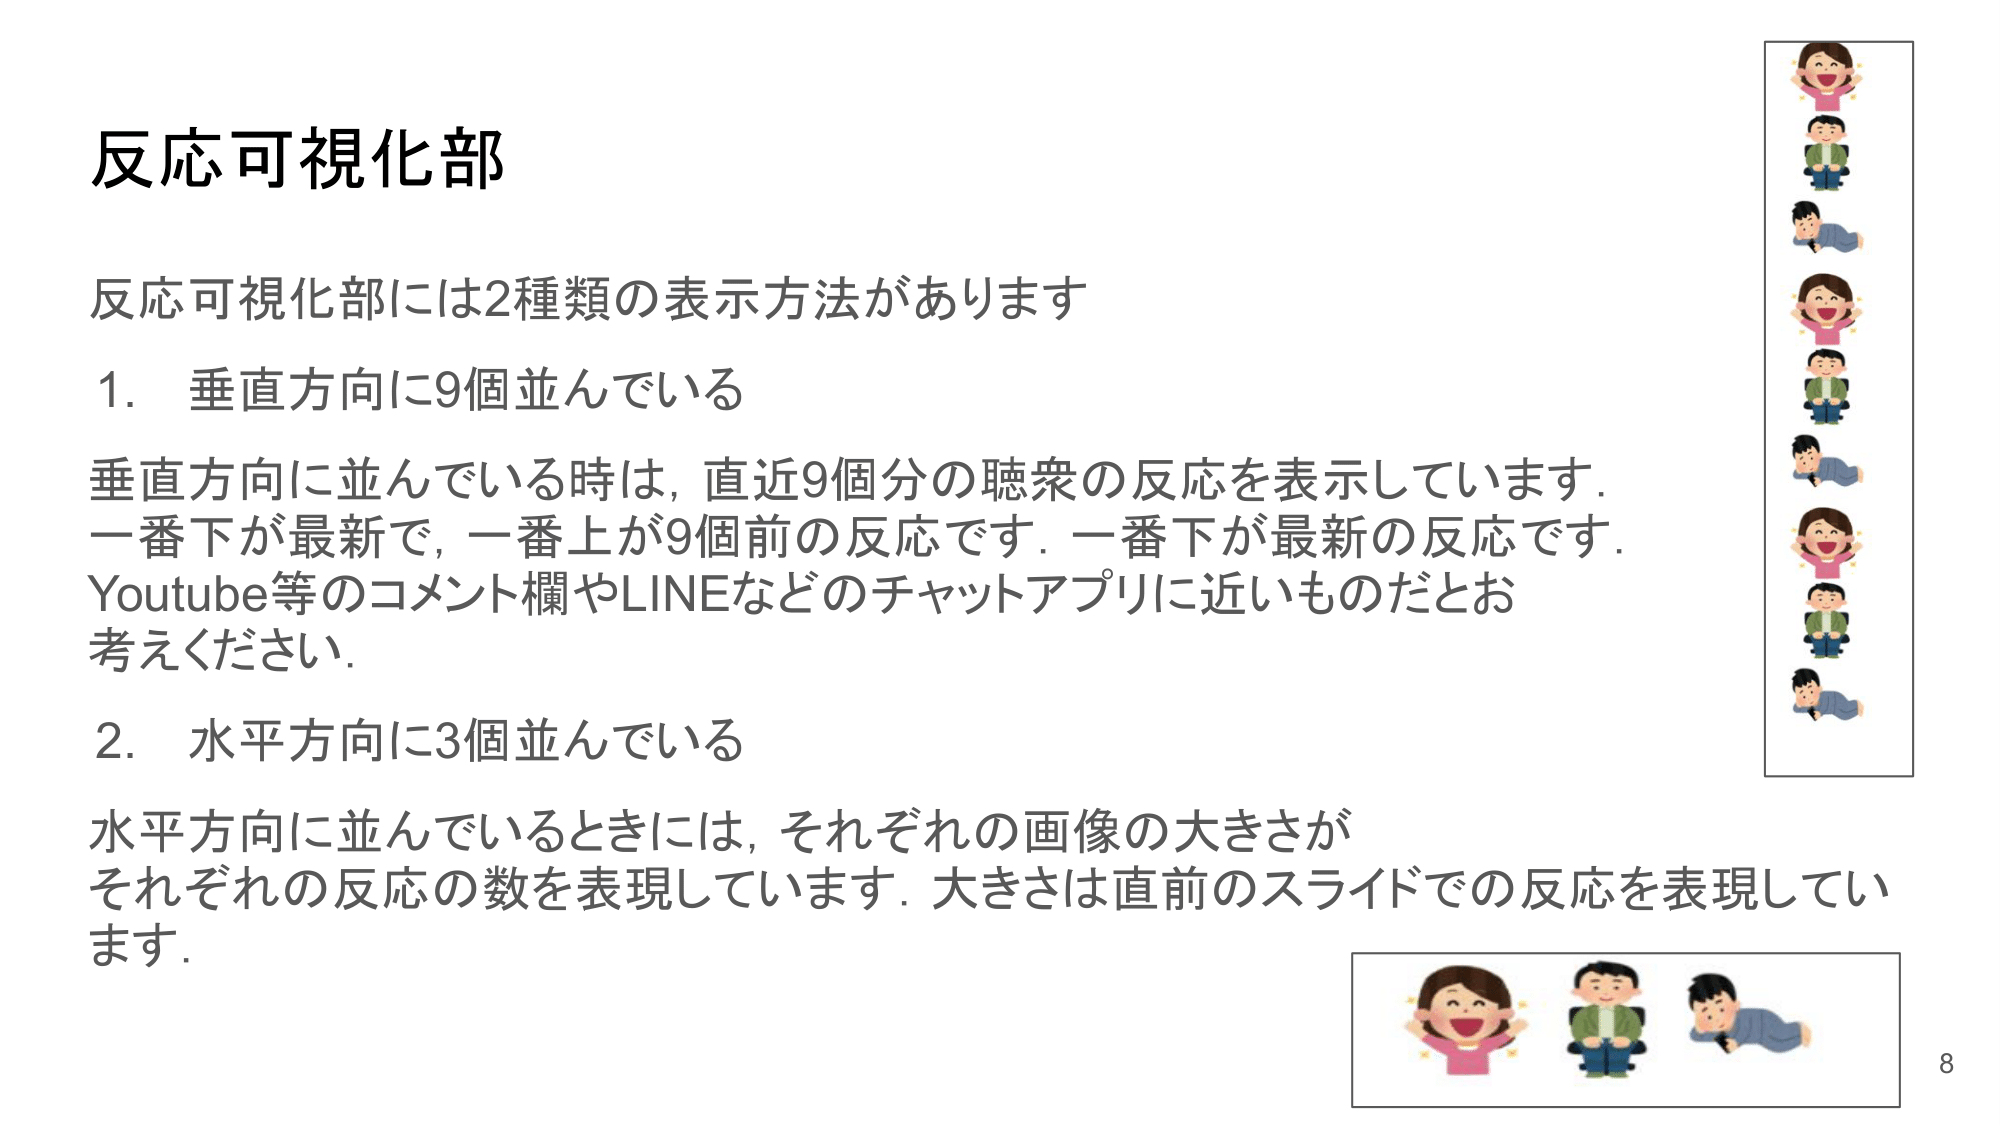 反応可視化部
反応可視化部には2種類の表示方法があります
1. 垂直方向に9個並んでいる
垂直方向に並んでいる時は, 直近9個分の聴衆の反応を表示しています.
一番下が最新で, 一番上が9個前の反応です. 一番下が最新の反応です.
Youtube等のコメント欄やLINEなどのチャットアプリに近いものだとお
考えください.
2. 水平方向に3個並んでいる
水平方向に並んでいるときには, それぞれの画像の大きさが
それぞれの反応の数を表現しています. 大きさは直前のスライドでの反応を表現してい
ます.
8